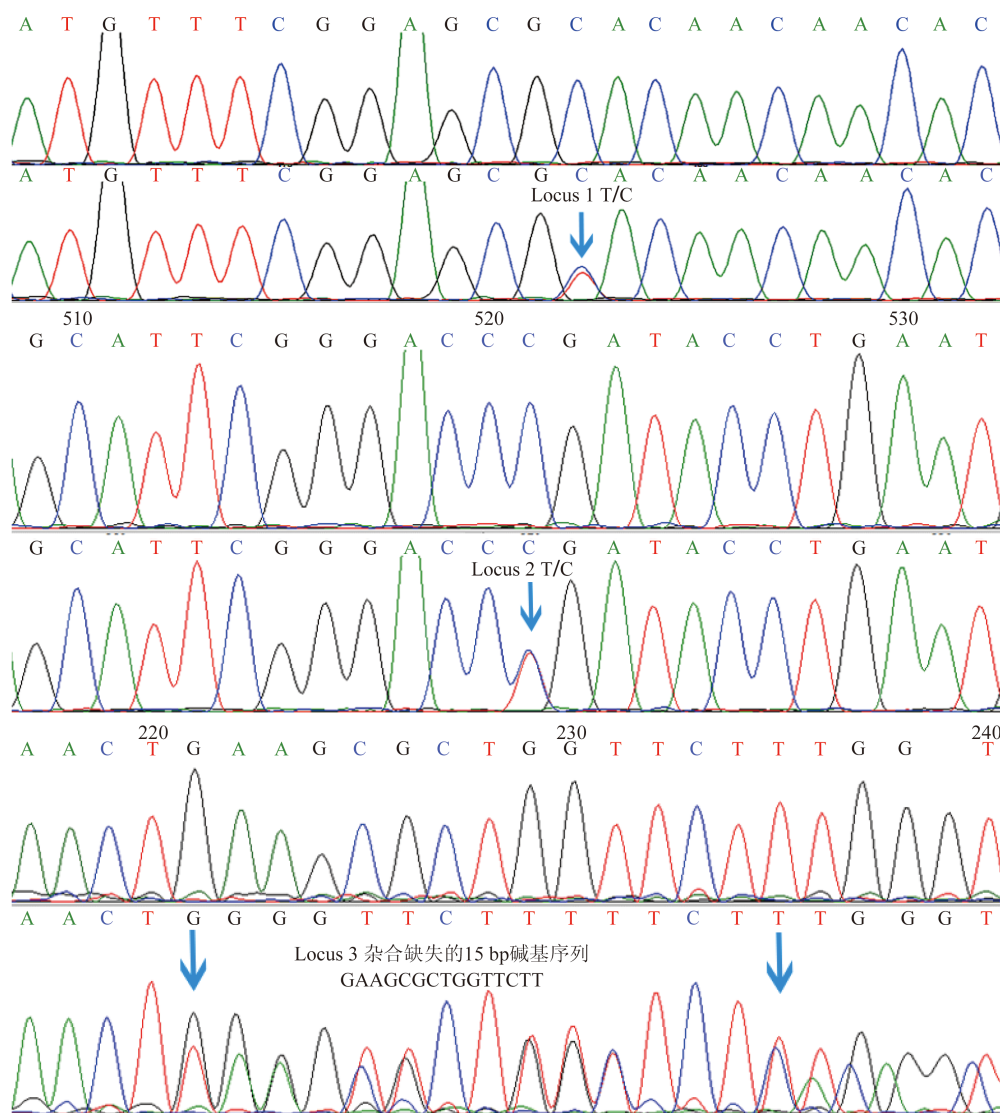 A T G T T T C G G A G C G C A C A A C A A C A C
A T G T T T C G G A G C G C A C A A C A A C A C
Locus 1 T/C
510 520 530
G C A T T C G G G A C C C G A T A C C T G A A T
G C A T T C G G G A C C C G A T A C C T G A A T
Locus 2 T/C
220 230 240
A A C T G A A G C G C T G G T T C T T T G G T
A A C T G G G G T T C T T T T T C T T G G G T
Locus 3 杂合缺失的15 bp碱基序列
GAAGCGCTGGTTCTT